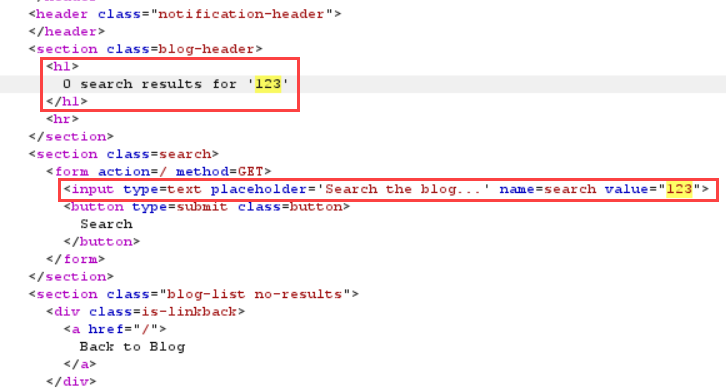 <header class="notification-header">
</header>
<section class=blog-header>
<h1>
0 search results for '123'
</h1>
<hr>
</section>
<section class=search>
<form action=/ method=GET>
<input type=text placeholder='Search the blog...' name=search value="123">
<button type=submit class=button>
Search
</button>
</form>
</section>
<section class="blog-list no-results">
<div class=is-linkback>
<a href="/">
Back to Blog
</a>
</div>